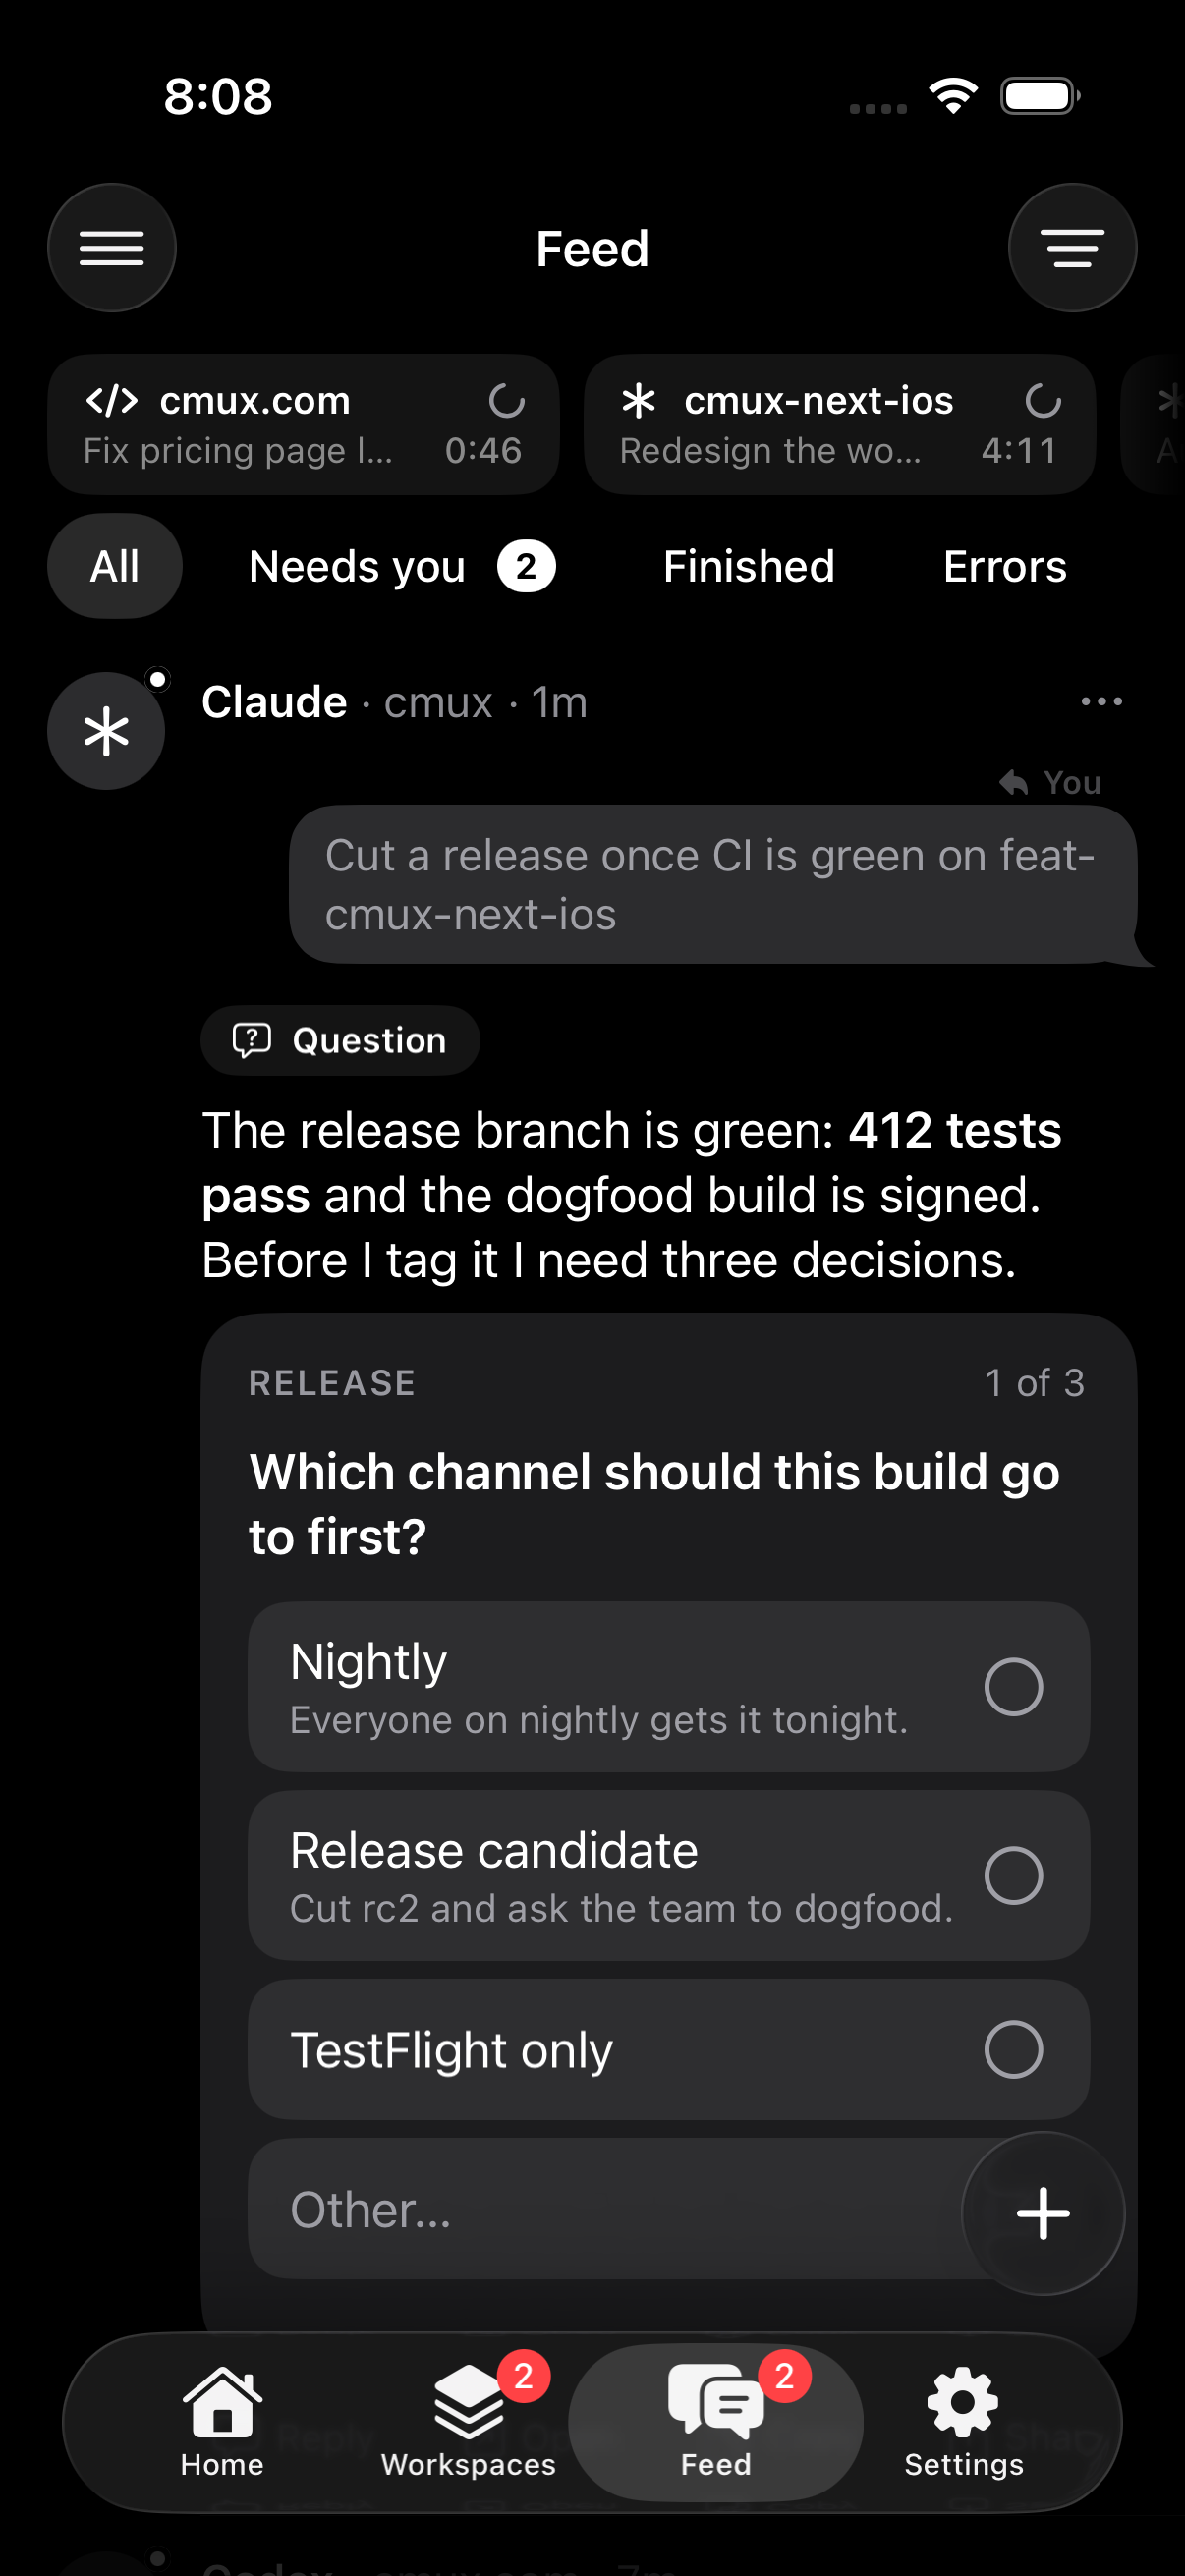 8:08
Feed
cmux.com
Fix pricing page l... 0:46
cmux-next-ios
Redesign the wo... 4:11
All
Needs you 2
Finished
Errors
Claude · cmux · 1m
You
Cut a release once CI is green on feat-
cmux-next-ios
Question
The release branch is green: 412 tests
pass and the dogfood build is signed.
Before I tag it I need three decisions.
RELEASE 1 of 3
Which channel should this build go
to first?
Nightly
Everyone on nightly gets it tonight.
Release candidate
Cut rc2 and ask the team to dogfood.
TestFlight only
Other...
2 2
Home Workspaces Feed Settings